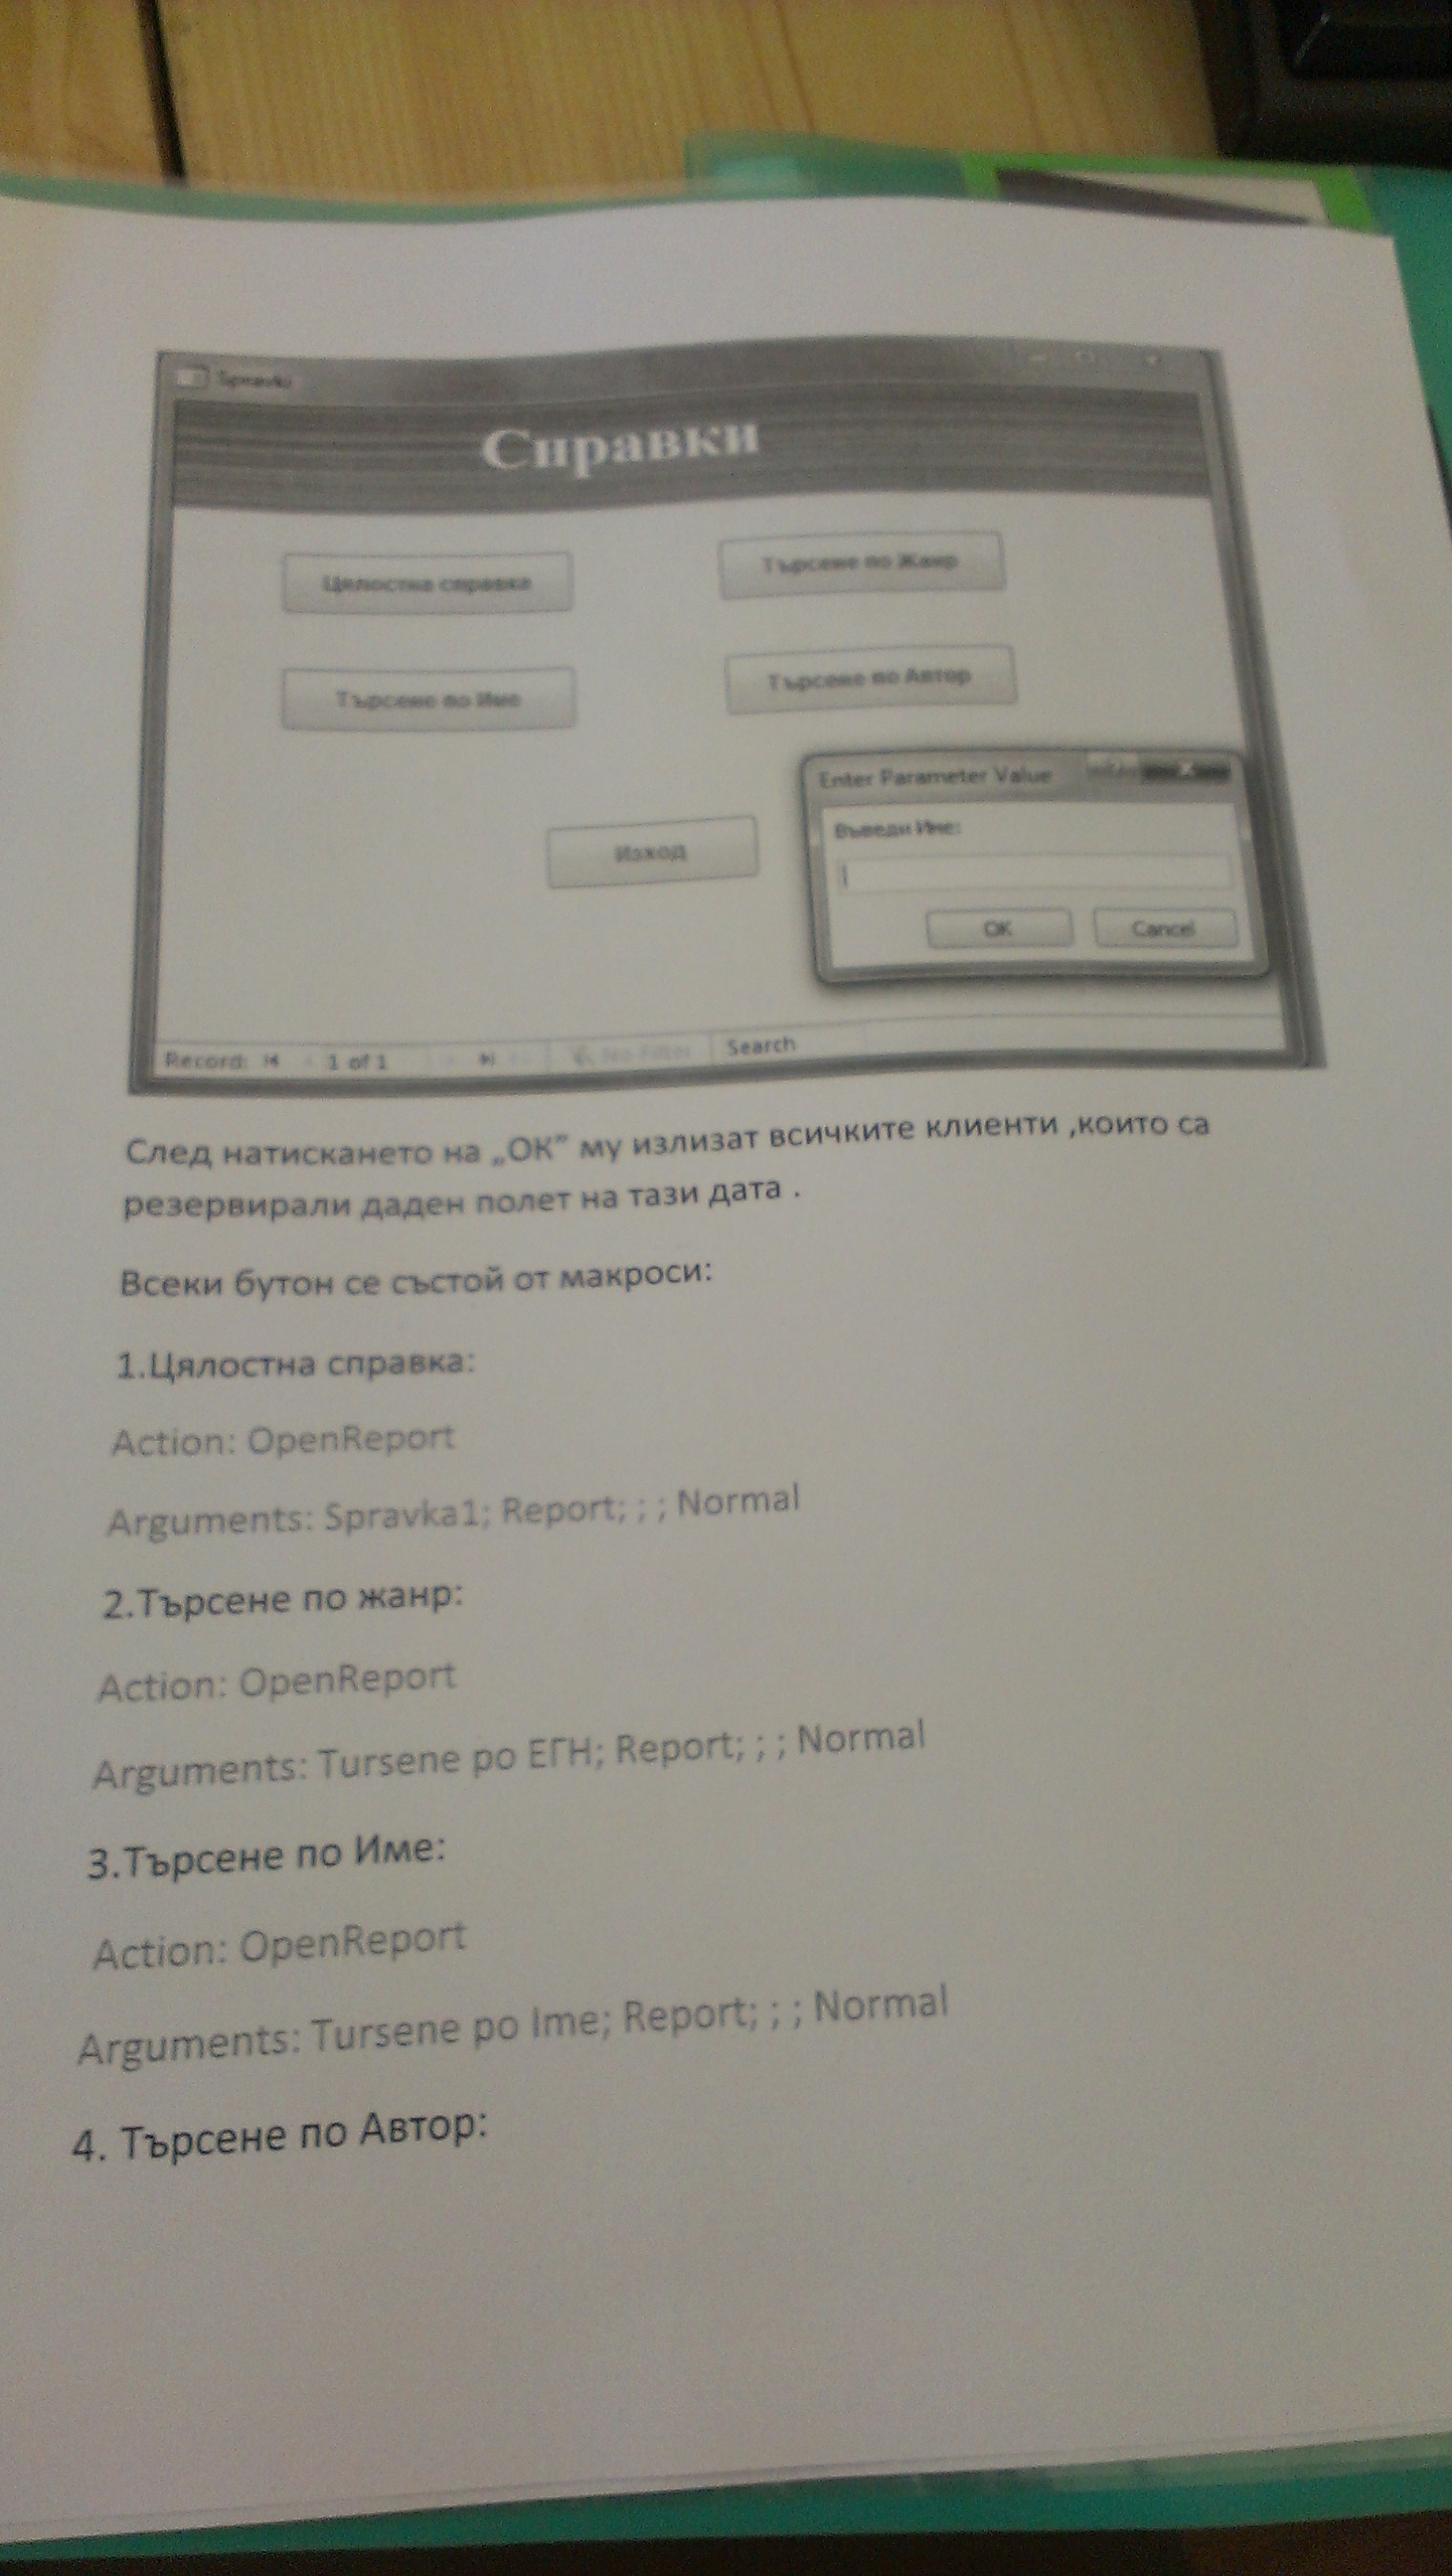 Spravki
Справки
Цялостна справка
Търсене по Жанр
Търсене по Име
Търсене по Автор
Enter Parameter Value
Въведи Име:
Изход
OK
Cancel
Record:
1 of 1
No Filter
Search
След натискането на „ОК” му излизат всичките клиенти ,които са
резервирали даден полет на тази дата .
Всеки бутон се състой от макроси:
1.Цялостна справка:
Action: OpenReport
Arguments: Spravka1; Report; ; ; Normal
2.Търсене по жанр:
Action: OpenReport
Arguments: Tursene po ЕГН; Report; ; ; Normal
3.Търсене по Име:
Action: OpenReport
Arguments: Tursene po Ime; Report; ; ; Normal
4. Търсене по Автор: